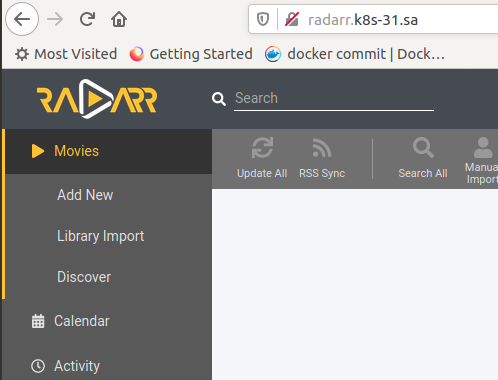 radarr.k8s-31.sa
Most Visited Getting Started docker commit | Dock...
RADARR
Search
Movies
Update All RSS Sync Search All Manua
Import
Add New
Library Import
Discover
Calendar
Activity